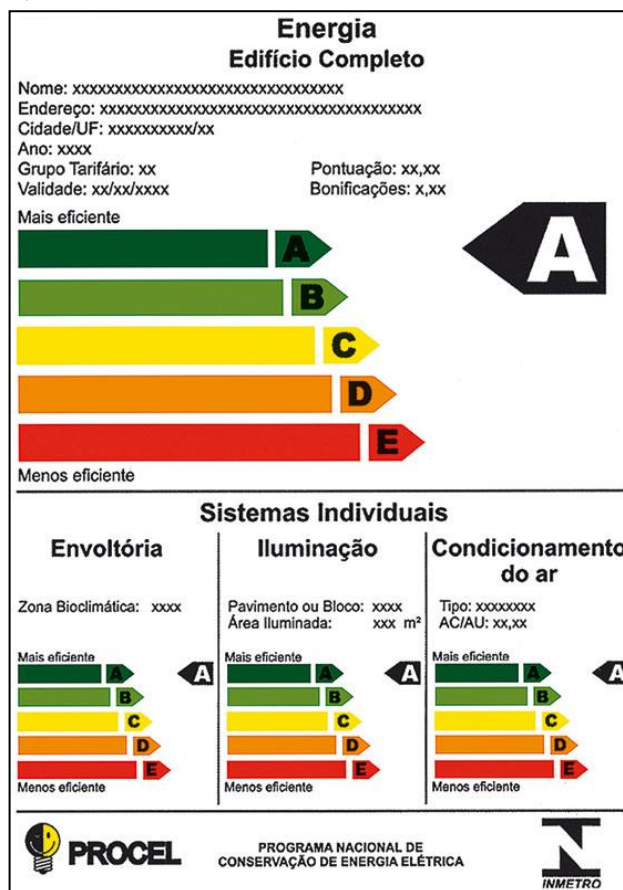 Energia
Edifício Completo
Nome: xxxxxxxxxxxxxxxxxxxxxxxxxxxxxxxx
Endereço: xxxxxxxxxxxxxxxxxxxxxxxxxxxxxxxxxxxxxx
Cidade/UF: xxxxxxxxxx/xx
Ano: xxxx
Grupo Tarifário: xx Pontuação: xx,xx
Validade: xx/xx/xxxx Bonificações: x,xx
Mais eficiente
A A
B
C
D
E
Menos eficiente
Sistemas Individuais
Envoltória
Zona Bioclimática: xxxx
Mais eficiente
A A
B
C
D
E
Menos eficiente
Iluminação
Pavimento ou Bloco: xxxx
Área Iluminada: xxx m²
Mais eficiente
A A
B
C
D
E
Menos eficiente
Condicionamento
do ar
Tipo: xxxxxxxx
AC/AU: xx,xx
Mais eficiente
A A
B
C
D
E
Menos eficiente
PROCEL
PROGRAMA NACIONAL DE
CONSERVAÇÃO DE ENERGIA ELÉTRICA
INMETRO